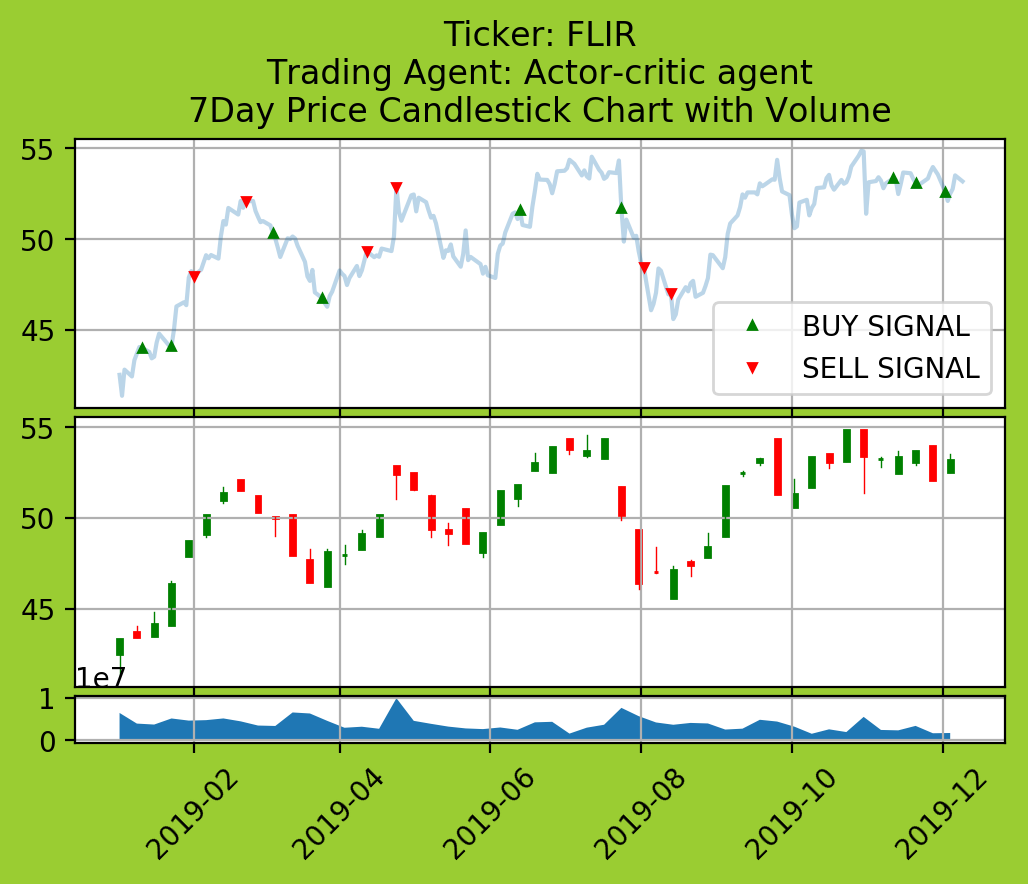 Ticker: FLIR
Trading Agent: Actor-critic agent
7Day Price Candlestick Chart with Volume
55
50
45
BUY SIGNAL
SELL SIGNAL
55
50
45
1e7
1
0
2019-02
2019-04
2019-06
2019-08
2019-10
2019-12